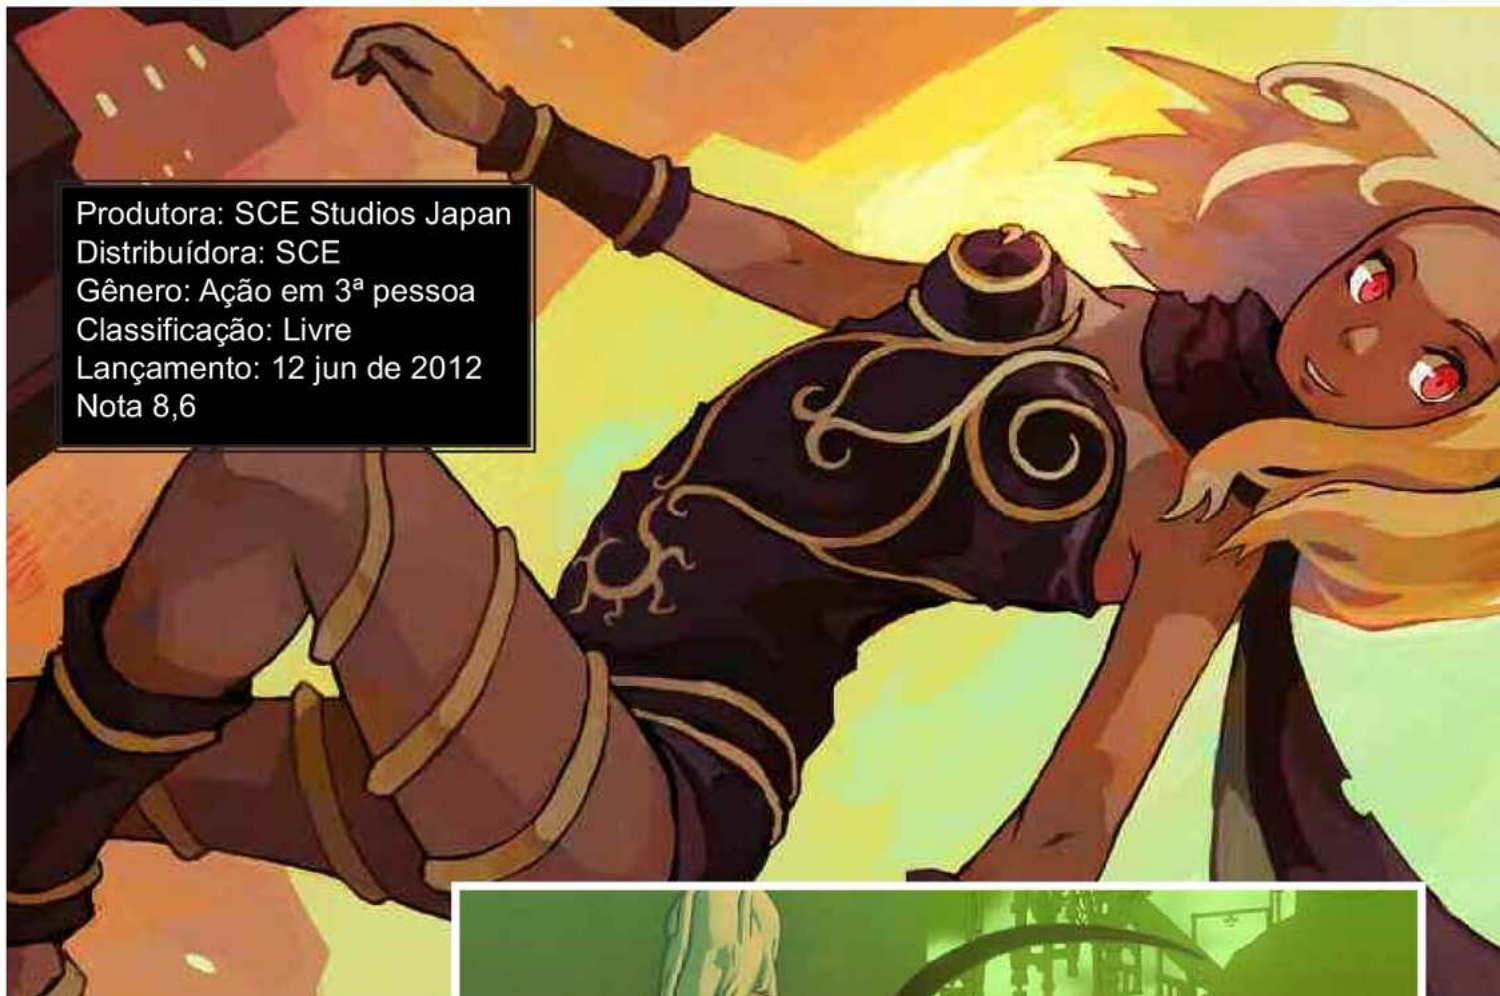 Produtora: SCE Studios Japan
Distribuídora: SCE
Gênero: Ação em 3ª pessoa
Classificação: Livre
Lançamento: 12 jun de 2012
Nota 8,6